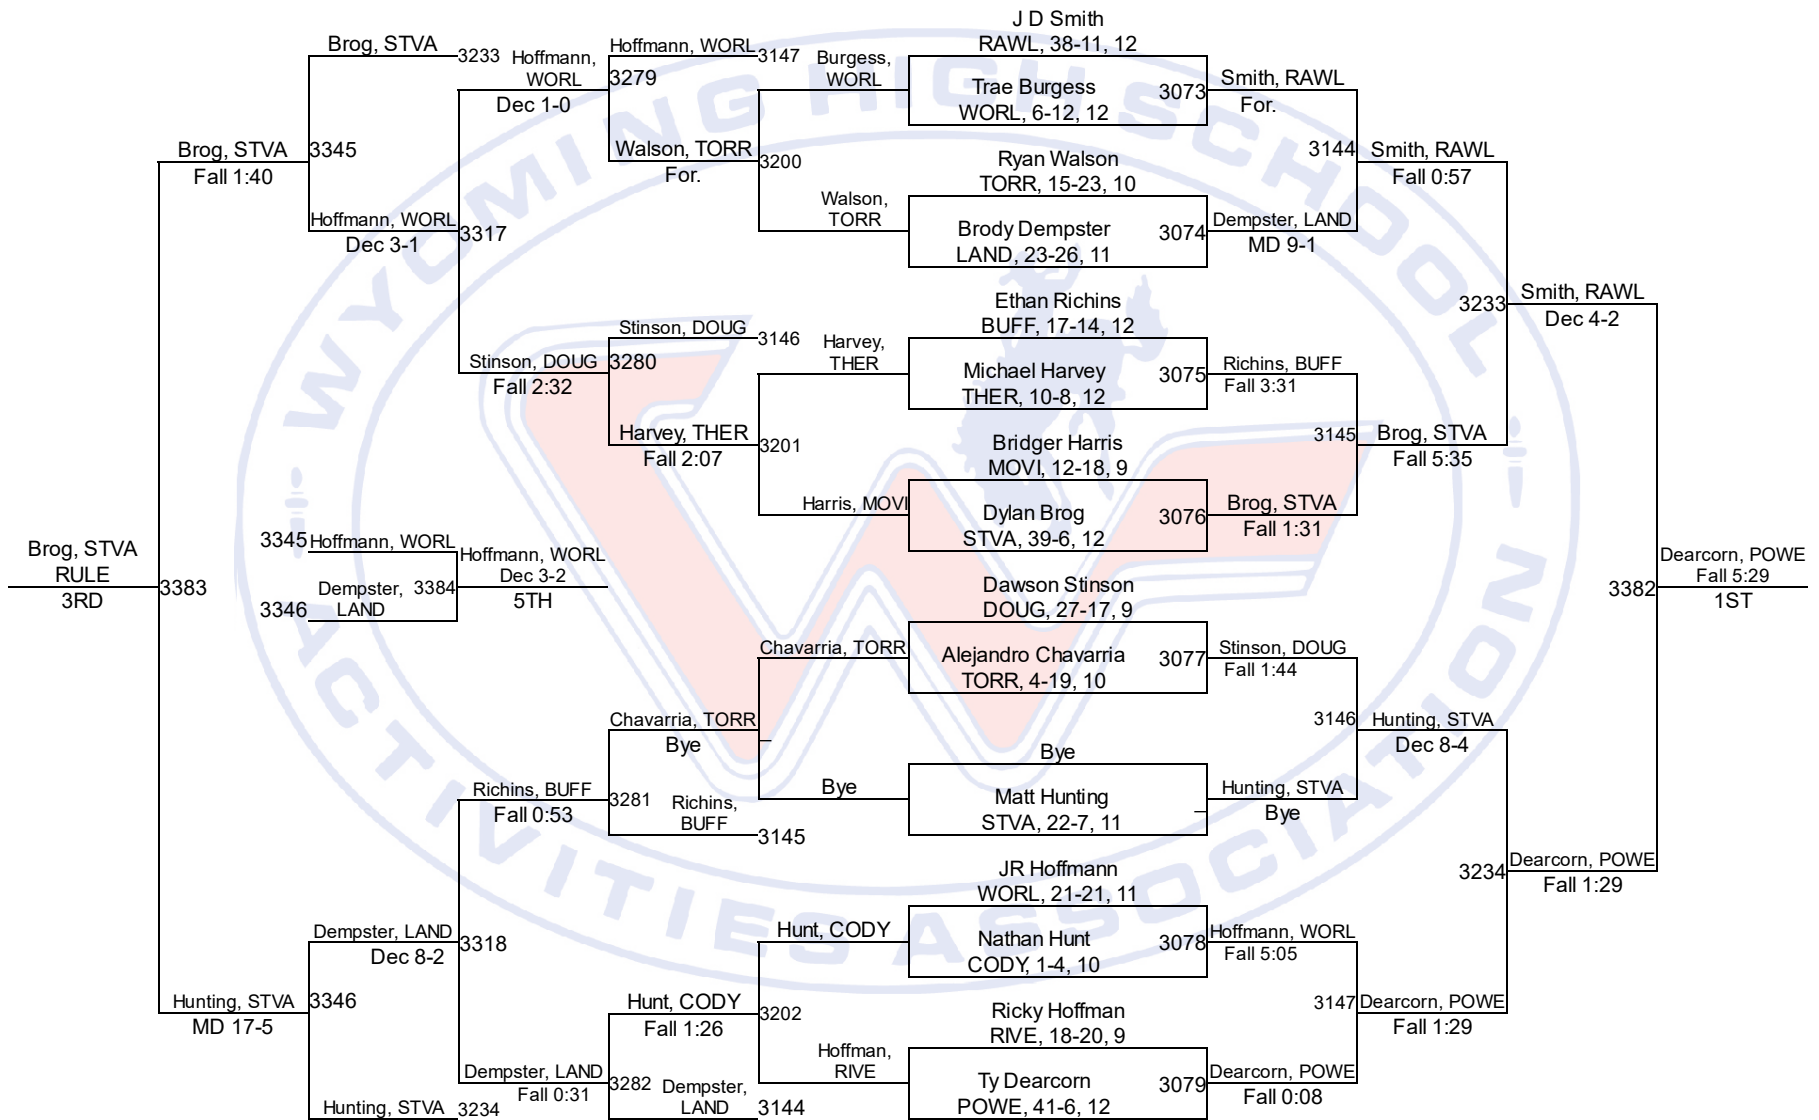 J D Smith
RAWL, 38-11, 12
Brog, STVA
3233
Hoffmann,
WORL
Dec 1-0
Hoffmann, WORL
3147
3279
Burgess,
WORL
Trae Burgess
WORL, 6-12, 12
3073
Smith, RAWL
For.
Brog, STVA
Fall 1:40
3345
Walson, TORR
For.
3200
Ryan Walson
TORR, 15-23, 10
3144
Smith, RAWL
Fall 0:57
Hoffmann, WORL
Dec 3-1
3317
Walson,
TORR
Brody Dempster
LAND, 23-26, 11
3074
Dempster, LAND
MD 9-1
Ethan Richins
BUFF, 17-14, 12
3233
Smith, RAWL
Dec 4-2
Stinson, DOUG
3146
Stinson, DOUG
Fall 2:32
3280
Harvey,
THER
Michael Harvey
THER, 10-8, 12
3075
Richins, BUFF
Fall 3:31
Harvey, THER
Fall 2:07
3201
Bridger Harris
MOVI, 12-18, 9
3145
Brog, STVA
Fall 5:35
Harris, MOVI
Dylan Brog
STVA, 39-6, 12
3076
Brog, STVA
Fall 1:31
Brog, STVA
RULE
3RD
3383
3345
Hoffmann, WORL
Dempster,
LAND
3346
3384
Hoffmann, WORL
Dec 3-2
5TH
Dawson Stinson
DOUG, 27-17, 9
3382
Dearcorn, POWE
Fall 5:29
1ST
Chavarria, TORR
Alejandro Chavarria
TORR, 4-19, 10
3077
Stinson, DOUG
Fall 1:44
Chavarria, TORR
Bye
Bye
3146
Hunting, STVA
Dec 8-4
Richins, BUFF
Fall 0:53
3281
Richins,
BUFF
3145
Bye
Matt Hunting
STVA, 22-7, 11
Hunting, STVA
Bye
JR Hoffmann
WORL, 21-21, 11
3234
Dearcorn, POWE
Fall 1:29
Dempster, LAND
Dec 8-2
3318
Hunt, CODY
Nathan Hunt
CODY, 1-4, 10
3078
Hoffmann, WORL
Fall 5:05
Hunting, STVA
MD 17-5
3346
Hunt, CODY
Fall 1:26
3202
Ricky Hoffman
RIVE, 18-20, 9
3147
Dearcorn, POWE
Fall 1:29
Dempster, LAND
Fall 0:31
3282
Dempster,
LAND
3144
Hoffman,
RIVE
Ty Dearcorn
POWE, 41-6, 12
3079
Dearcorn, POWE
Fall 0:08
Hunting, STVA
3234
WYOMING HIGH SCHOOL
ACTIVITIES ASSOCIATION